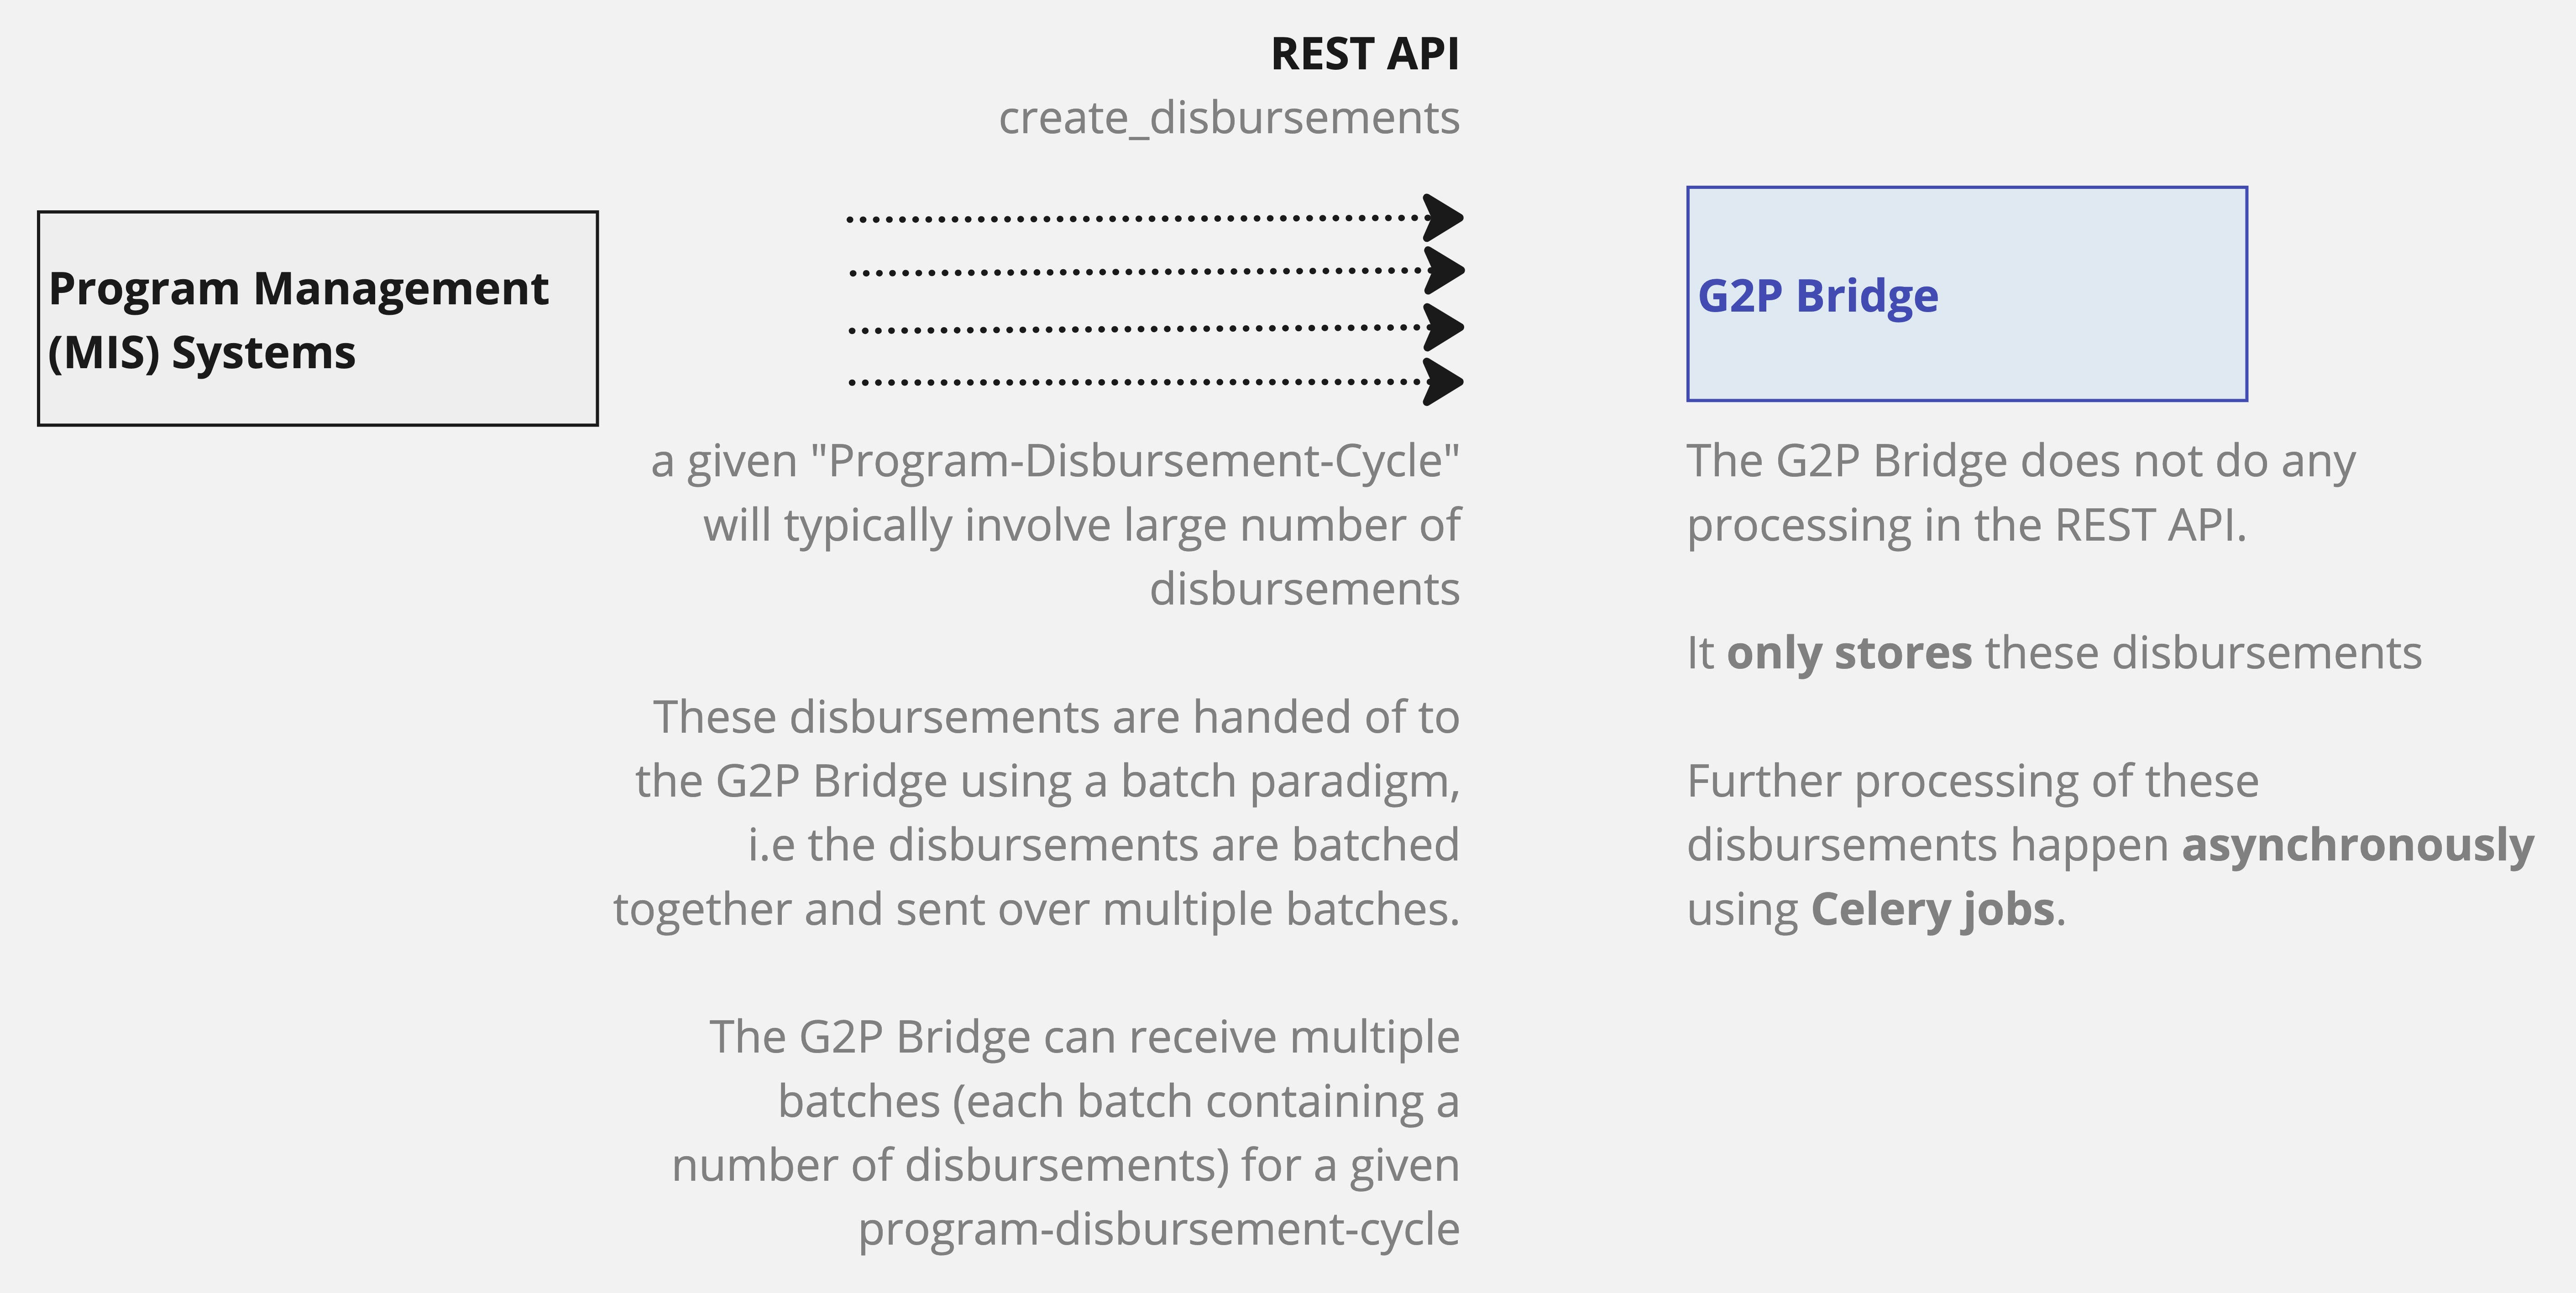 REST API
create_disbursements
Program Management
(MIS) Systems
G2P Bridge
a given "Program-Disbursement-Cycle"
will typically involve large number of
disbursements
These disbursements are handed of to
the G2P Bridge using a batch paradigm,
i.e the disbursements are batched
together and sent over multiple batches.
The G2P Bridge can receive multiple
batches (each batch containing a
number of disbursements) for a given
program-disbursement-cycle
The G2P Bridge does not do any
processing in the REST API.
It only stores these disbursements
Further processing of these
disbursements happen asynchronously
using Celery jobs.